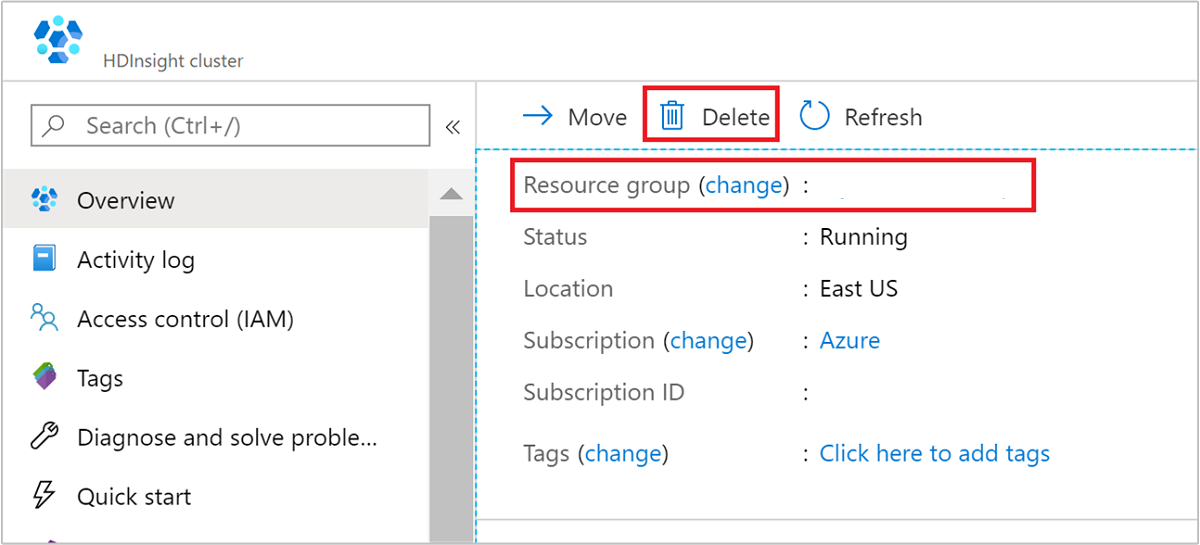 HDInsight cluster
Search (Ctrl+/)
«
Move
Delete
Refresh
Overview
Activity log
Access control (IAM)
Tags
Diagnose and solve proble...
Quick start
Resource group (change) :
Status : Running
Location : East US
Subscription (change) : Azure
Subscription ID :
Tags (change) : Click here to add tags